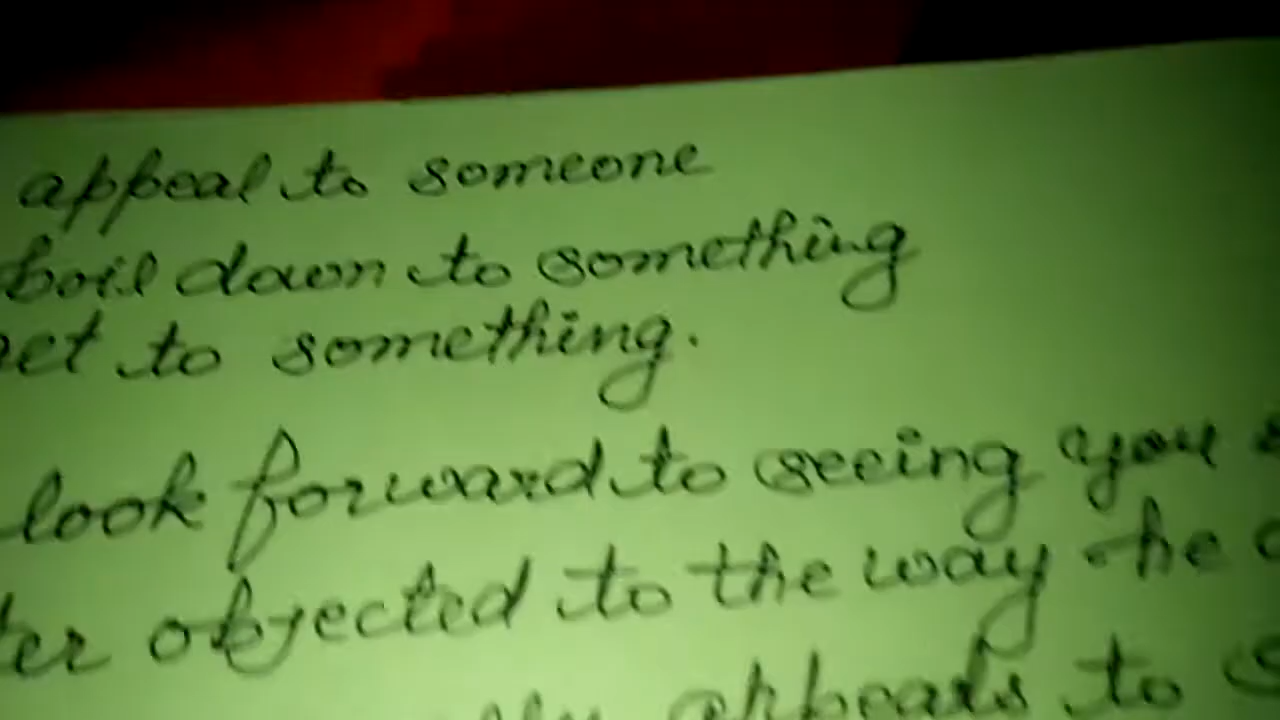 appeal to someone
boil down to something
to something.
look forward to seeing you
objected to the way he
appeals to